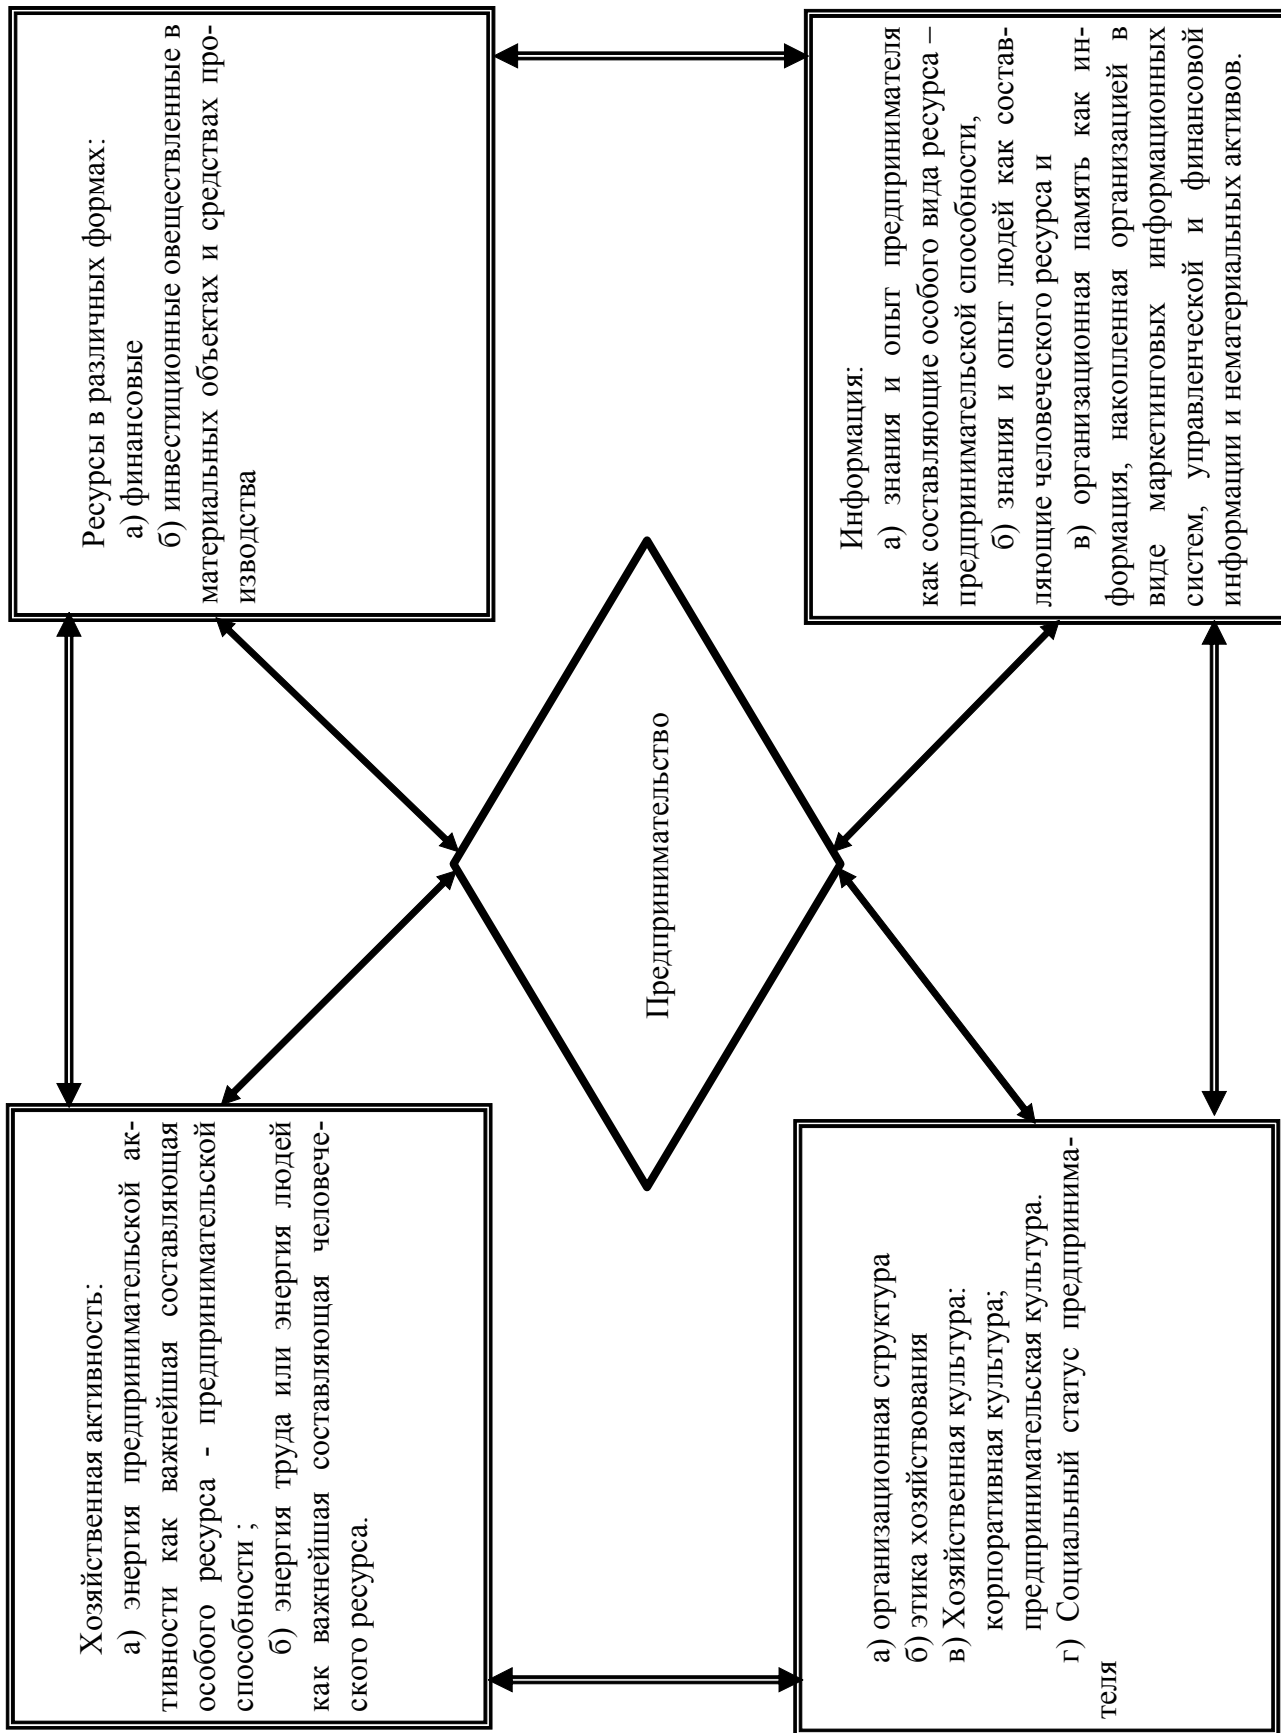 Хозяйственная активность:
а) энергия предпринимательской ак-
тивности как важнейшая составляющая
особого ресурса - предпринимательской
способности ;
б) энергия труда или энергия людей
как важнейшая составляющая человече-
ского ресурса.
Ресурсы в различных формах:
а) финансовые
б) инвестиционные овеществленные в
материальных объектах и средствах про-
изводства
Предпринимательство
а) организационная структура
б) этика хозяйствования
в) Хозяйственная культура:
корпоративная культура;
предпринимательская культура.
г) Социальный статус предпринима-
теля
Информация:
а) знания и опыт предпринимателя
как составляющие особого вида ресурса –
предпринимательской способности,
б) знания и опыт людей как состав-
ляющие человеческого ресурса и
в) организационная память как ин-
формация, накопленная организацией в
виде маркетинговых информационных
систем, управленческой и финансовой
информации и нематериальных активов.